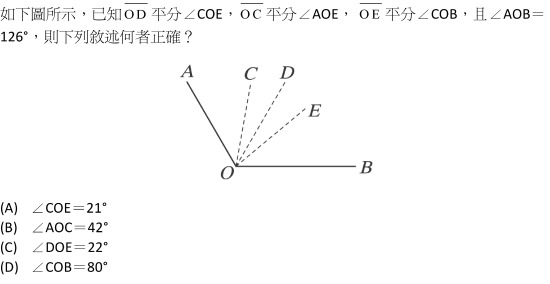 如下圖所示，已知OD 平分∠COE，OC 平分∠AOE， OE 平分∠COB，且∠AOB＝
126°，則下列敘述何者正確？
A
C
D
E
O
B
(A) ∠COE＝21°
(B) ∠AOC＝42°
(C) ∠DOE＝22°
(D) ∠COB＝80°